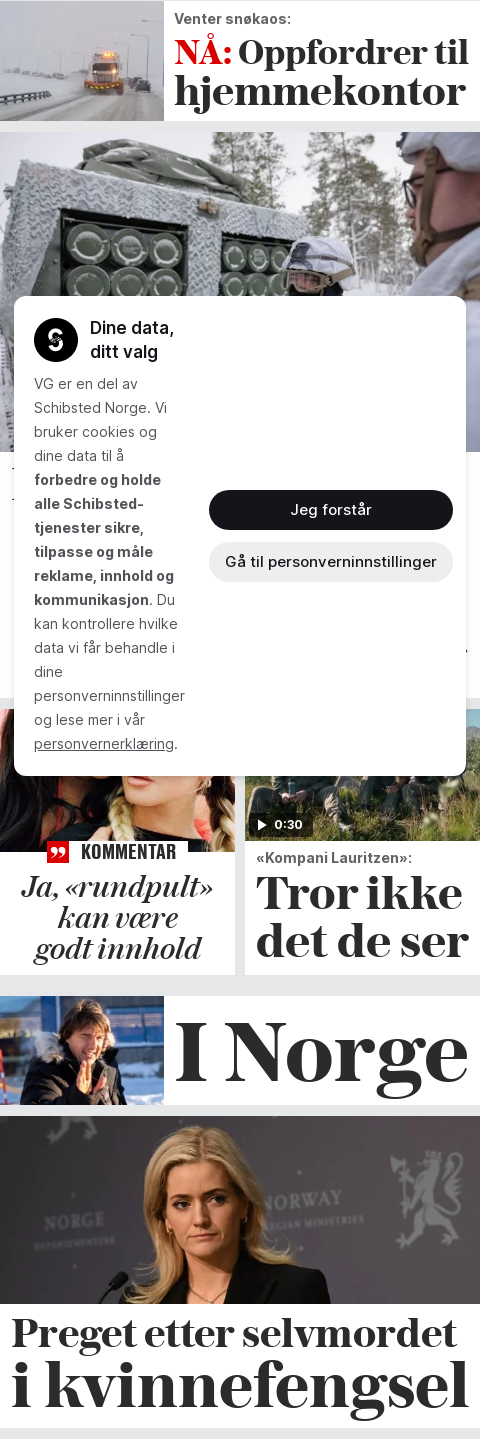 Venter snøkaos:
NÅ: Oppfordrer til
hjemmekontor
Dine data,
ditt valg
VG er en del av
Schibsted Norge. Vi
bruker cookies og
dine data til å
forbedre og holde
alle Schibsted-
tjenester sikre,
tilpasse og måle
reklame, innhold og
kommunikasjon. Du
kan kontrollere hvilke
data vi får behandle i
dine
personverninnstillinger
og lese mer i vår
personvernerklæring.
Jeg forstår
Gå til personverninnstillinger
KOMMENTAR
Ja, «rundpult»
kan være
godt innhold
0:30
«Kompani Lauritzen»:
Tror ikke
det de ser
I Norge
NORGE
DEPARTEMENTENE
NORWAY
Preget etter selvmordet
i kvinnefengsel